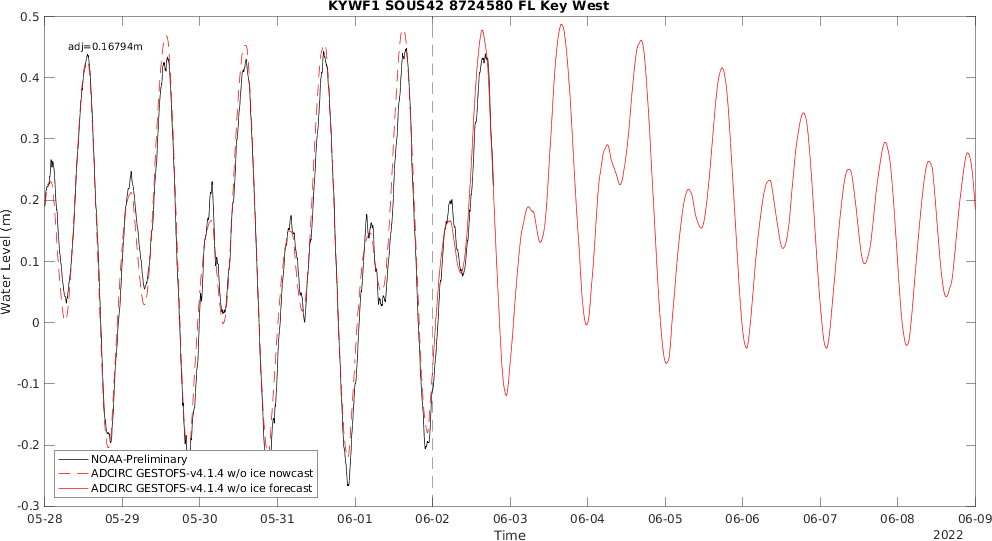 KYWF1 SOUS42 8724580 FL Key West
adj=0.16794m
0.5
0.4
0.3
0.2
0.1
0
-0.1
-0.2
-0.3
Water Level (m)
NOAA-Preliminary
ADCIRC GESTOFS-v4.1.4 w/o ice nowcast
ADCIRC GESTOFS-v4.1.4 w/o ice forecast
05-28 05-29 05-30 05-31 06-01 06-02 06-03 06-04 06-05 06-06 06-07 06-08 06-09
Time
2022